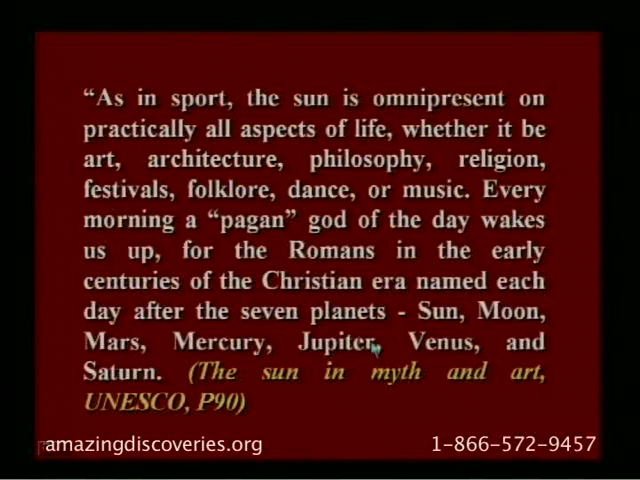 “As in sport, the sun is omnipresent on
practically all aspects of life, whether it be
art, architecture, philosophy, religion,
festivals, folklore, dance, or music. Every
morning a “pagan” god of the day wakes
us up, for the Romans in the early
centuries of the Christian era named each
day after the seven planets - Sun, Moon,
Mars, Mercury, Jupiter, Venus, and
Saturn. (The sun in myth and art,
UNESCO, P90)
amazingdiscoveries.org 1-866-572-9457